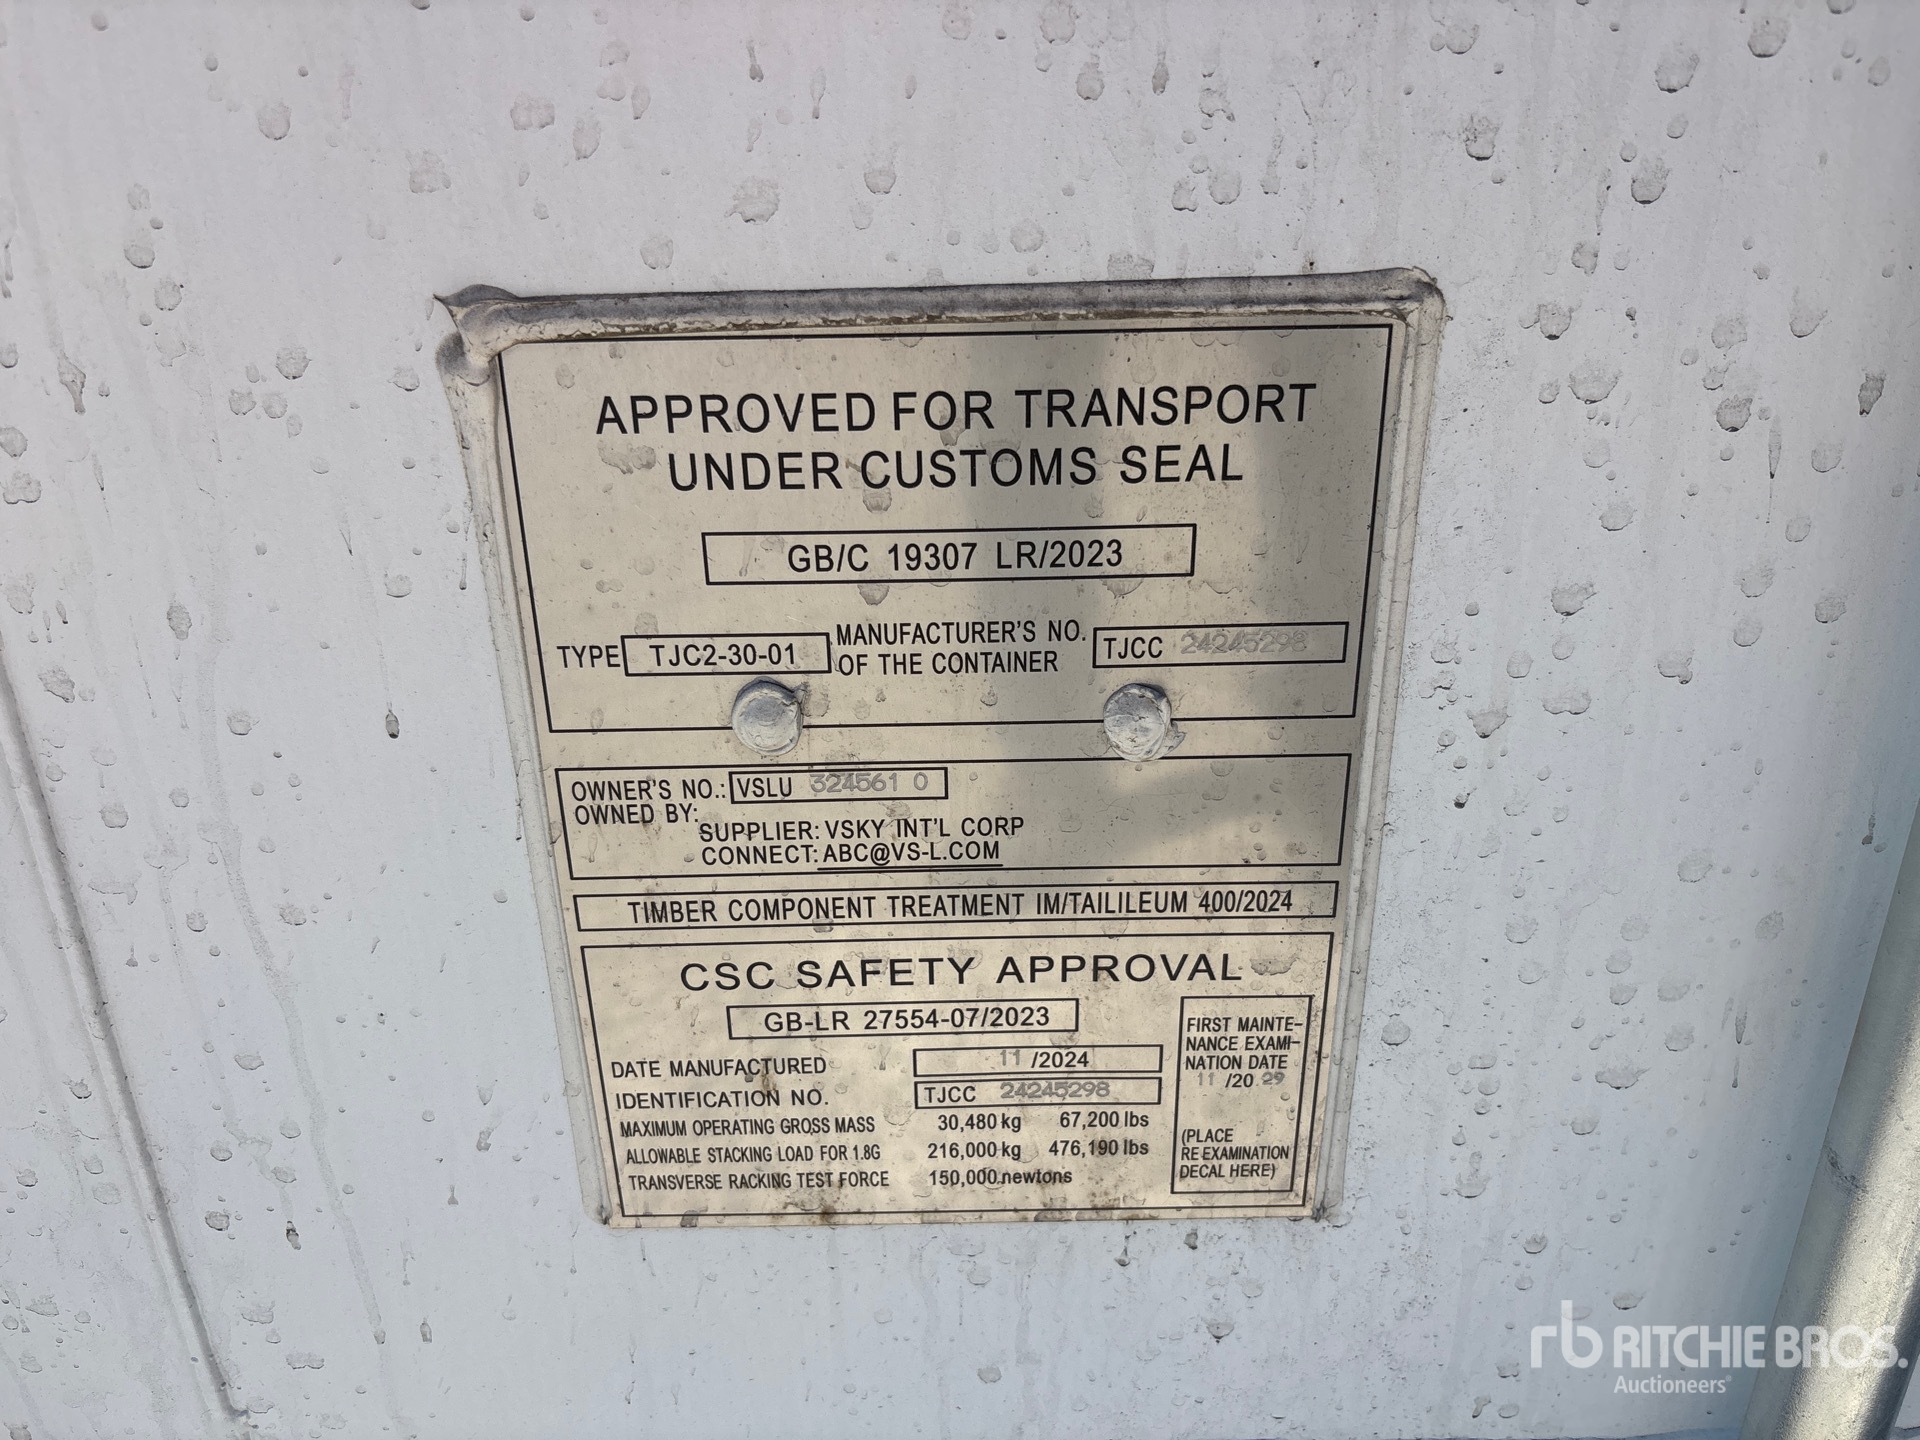 APPROVED FOR TRANSPORT
UNDER CUSTOMS SEAL
GB/C 19307 LR/2023
TYPE TJC2-30-01 MANUFACTURER'S NO. OF THE CONTAINER TJCC 24245298
OWNER'S NO.: VSLU 324561 0
OWNED BY:
SUPPLIER: VSKY INT'L CORP
CONNECT: ABC@VS-L.COM
TIMBER COMPONENT TREATMENT IM/TAILILEUM 400/2024
CSC SAFETY APPROVAL
GB-LR 27554-07/2023
DATE MANUFACTURED 11 /2024
IDENTIFICATION NO. TJCC 24245298
MAXIMUM OPERATING GROSS MASS 30,480 kg 67,200 lbs
ALLOWABLE STACKING LOAD FOR 1.8G 216,000 kg 476,190 lbs
TRANSVERSE RACKING TEST FORCE 150,000 newtons
FIRST MAINTE-
NANCE EXAMI-
NATION DATE
11 /20 29
(PLACE
RE-EXAMINATION
DECAL HERE)
rb RITCHIE BROS.
Auctioneers